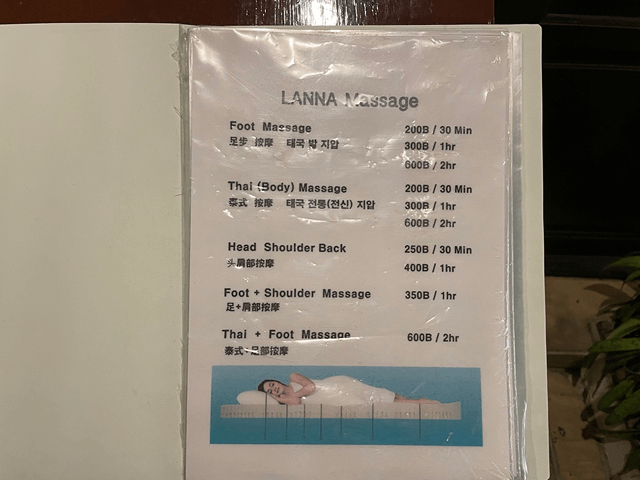 LANNA Massage
Foot Massage 200B / 30 Min
足步 按摩 태국 발 지압 300B / 1hr
600B / 2hr
Thai (Body) Massage 200B / 30 Min
泰式 按摩 태국 전통(전신) 지압 300B / 1hr
600B / 2hr
Head Shoulder Back 250B / 30 Min
头肩部按摩 400B / 1hr
Foot + Shoulder Massage 350B / 1hr
足+肩部按摩
Thai + Foot Massage 600B / 2hr
泰式+足部按摩